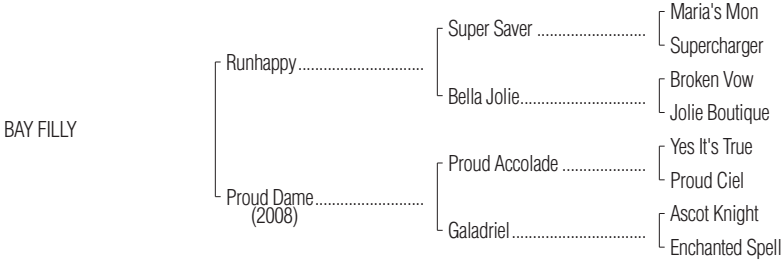 Maria's Mon
Super Saver ............................
Supercharger
Runhappy................................
Broken Vow
Bella Jolie................................
Jolie Boutique
BAY FILLY
Yes It's True
Proud Accolade .....................
Proud Ciel
Proud Dame............................
(2008)
Ascot Knight
Galadriel..................................
Enchanted Spell